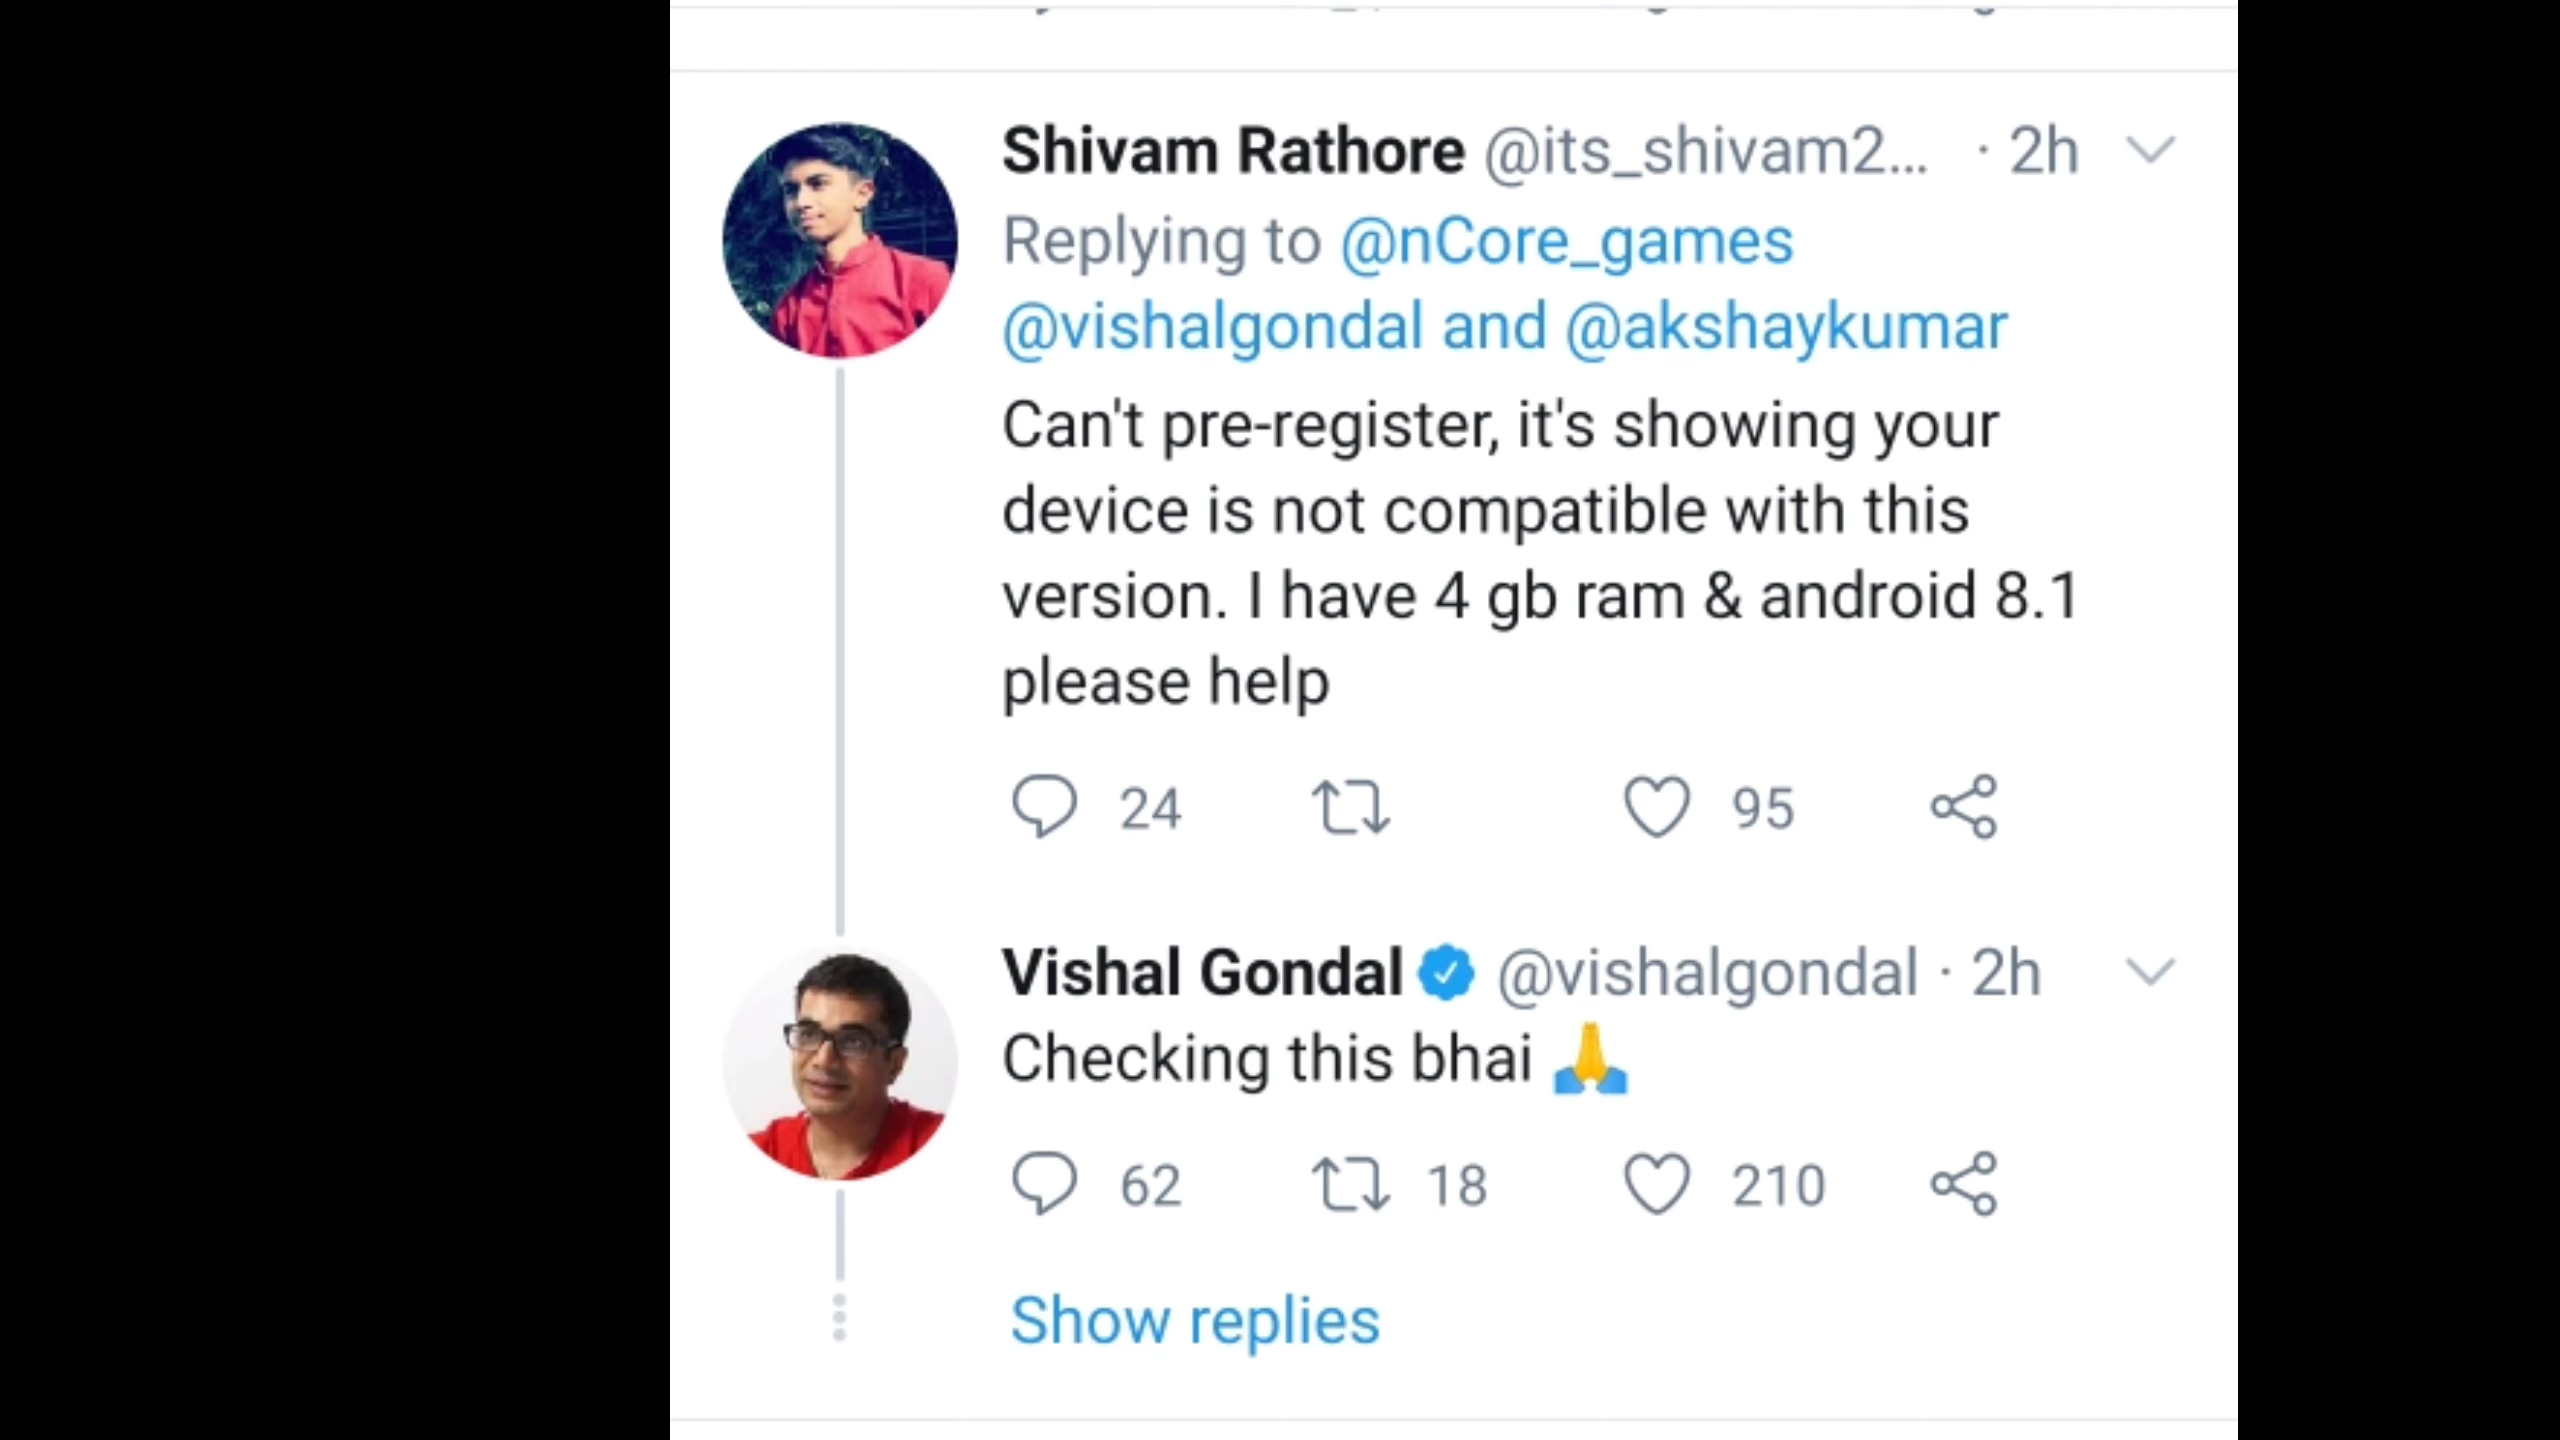 Shivam Rathore @its_shivam2... · 2h
Replying to @nCore_games
@vishalgondal and @akshaykumar
Can't pre-register, it's showing your
device is not compatible with this
version. I have 4 gb ram & android 8.1
please help
24 95
Vishal Gondal @vishalgondal · 2h
Checking this bhai 🙏
62 18 210
Show replies